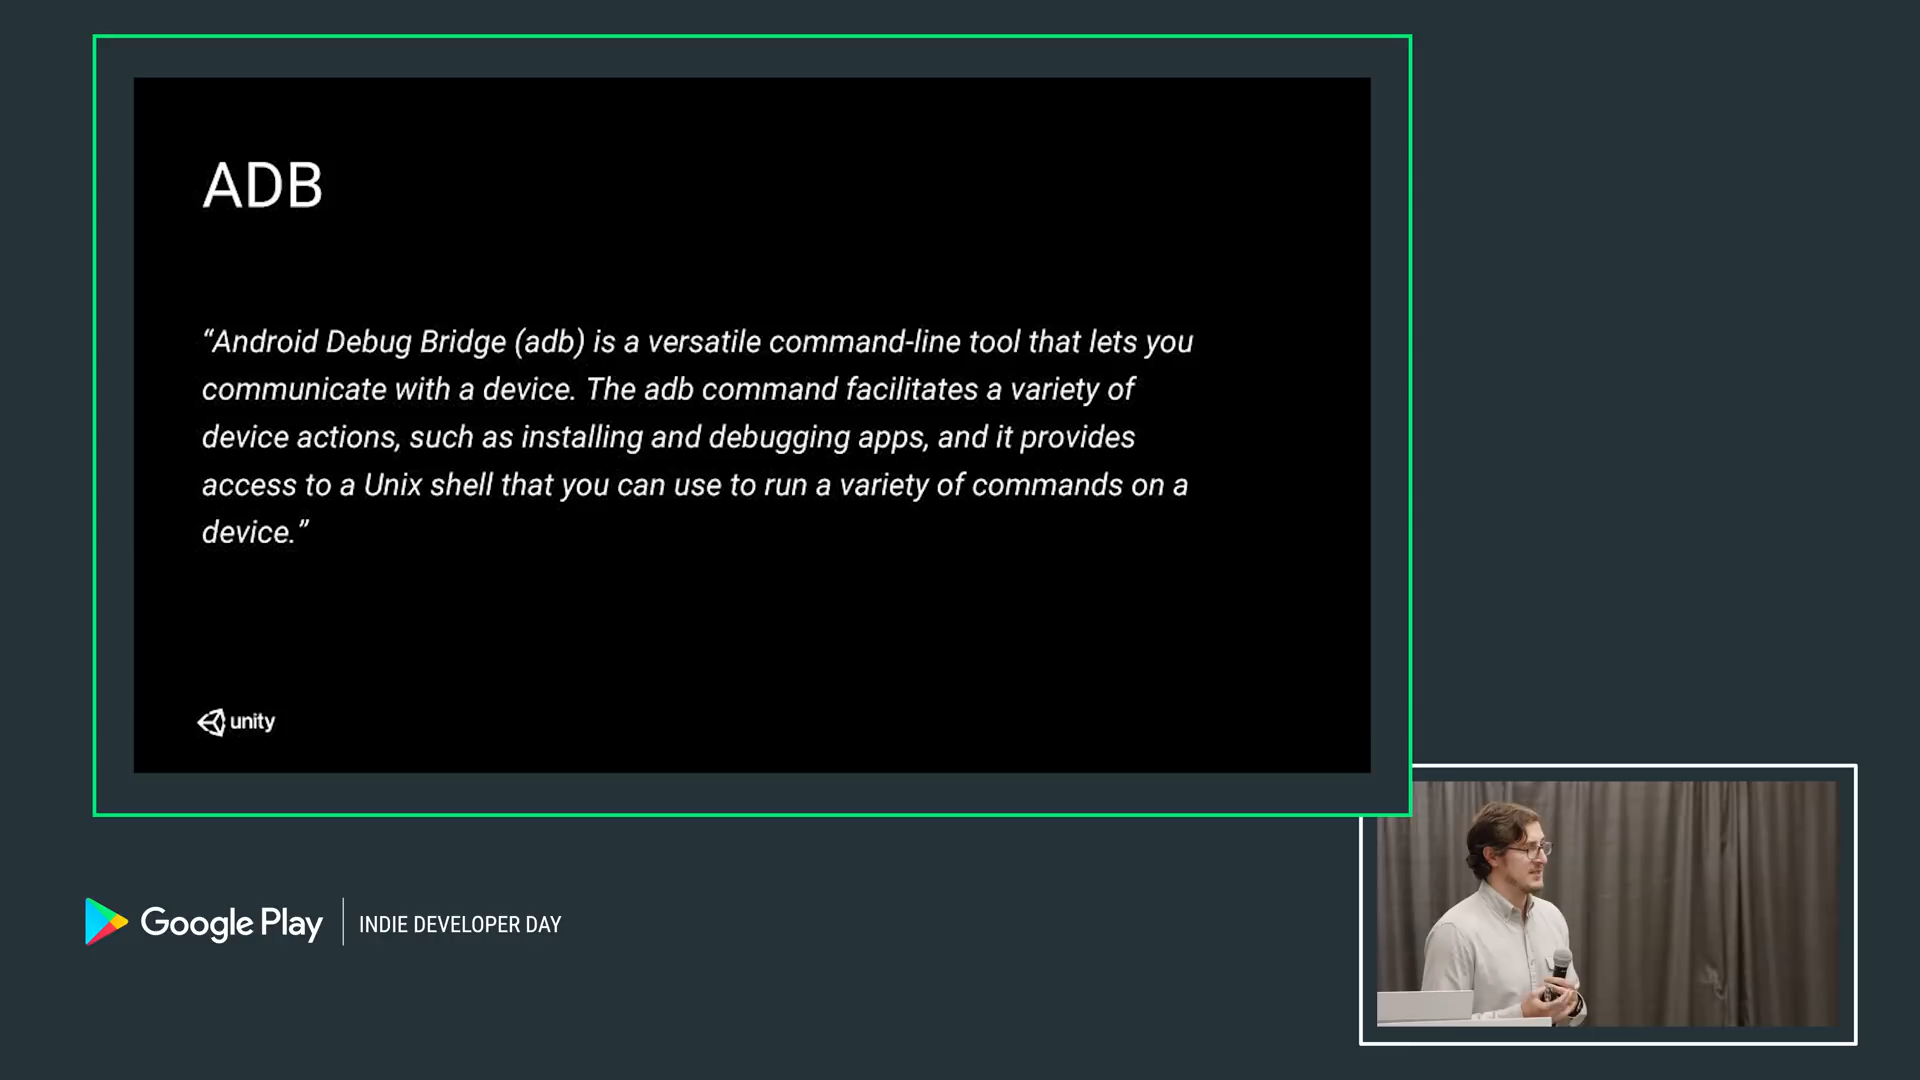 ADB
“Android Debug Bridge (adb) is a versatile command-line tool that lets you
communicate with a device. The adb command facilitates a variety of
device actions, such as installing and debugging apps, and it provides
access to a Unix shell that you can use to run a variety of commands on a
device.”
unity
Google Play
INDIE DEVELOPER DAY